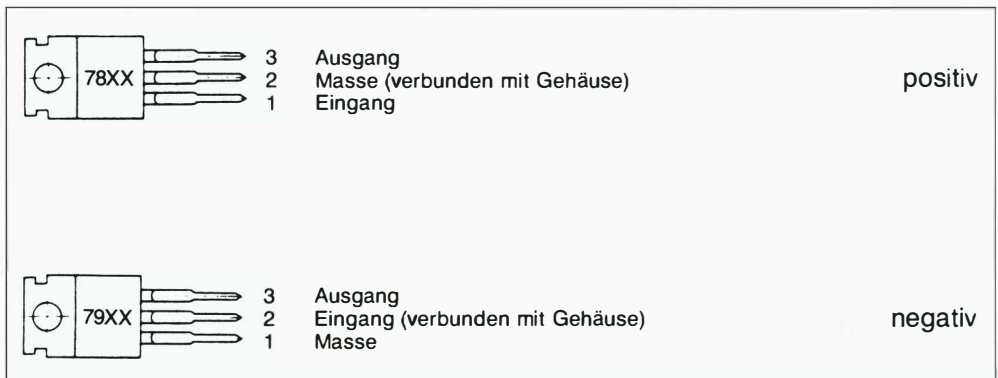 78XX
3 Ausgang
2 Masse (verbunden mit Gehäuse)
1 Eingang
positiv
79XX
3 Ausgang
2 Eingang (verbunden mit Gehäuse)
1 Masse
negativ